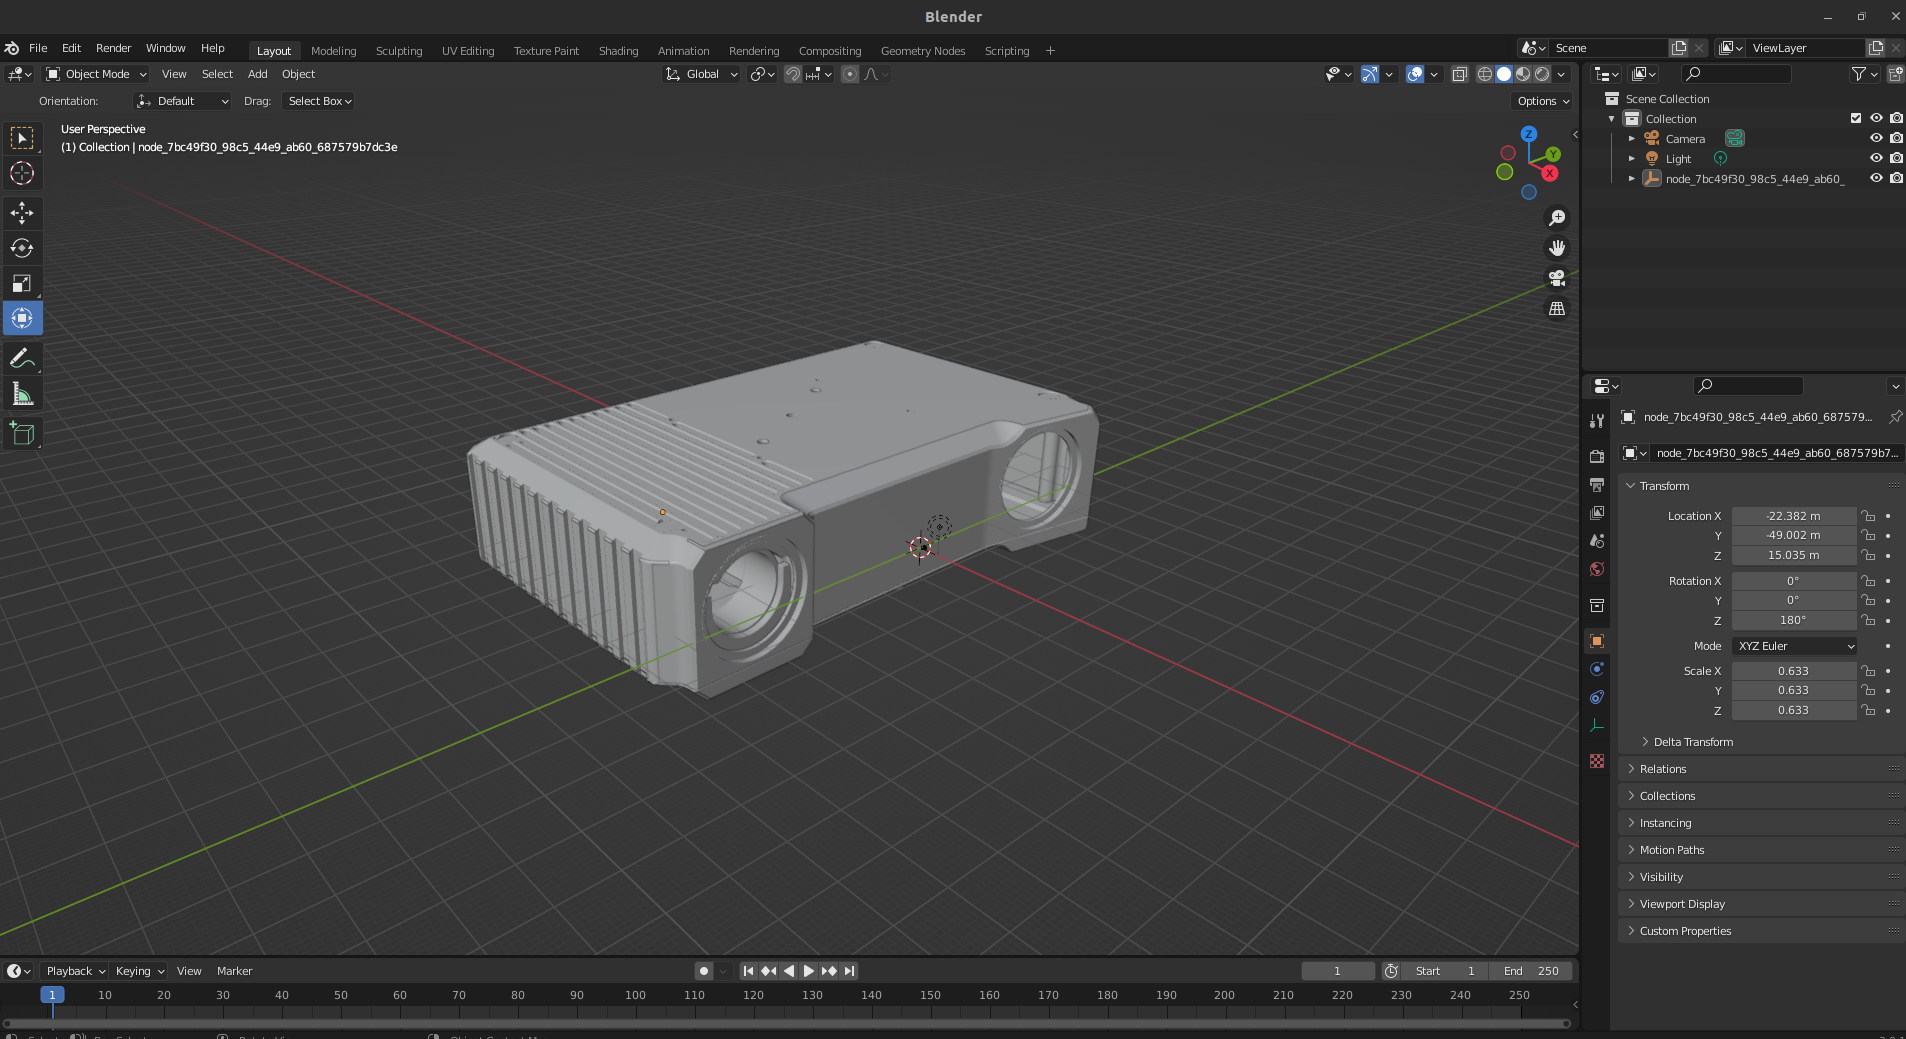 Blender
File Edit Render Window Help Layout Modeling Sculpting UV Editing Texture Paint Shading Animation Rendering Compositing Geometry Nodes Scripting + Scene ViewLayer
Object Mode View Select Add Object Global
Orientation: Default Drag: Select Box Options
User Perspective
(1) Collection | node_7bc49f30_98c5_44e9_ab60_687579b7dc3e
Z
Y
X
Scene Collection
Collection
Camera
Light
node_7bc49f30_98c5_44e9_ab60_
node_7bc49f30_98c5_44e9_ab60_687579...
node_7bc49f30_98c5_44e9_ab60_687579b7...
Transform
Location X -22.382 m
Y -49.002 m
Z 15.035 m
Rotation X 0°
Y 0°
Z 180°
Mode XYZ Euler
Scale X 0.633
Y 0.633
Z 0.633
Delta Transform
Relations
Collections
Instancing
Motion Paths
Visibility
Viewport Display
Custom Properties
Playback Keying View Marker 1 Start 1 End 250
1 10 20 30 40 50 60 70 80 90 100 110 120 130 140 150 160 170 180 190 200 210 220 230 240 250